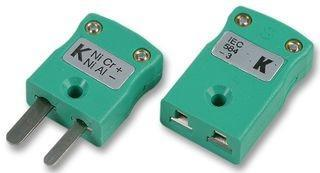 K Ni Cr +
Ni Al -
IEC
584
-3
K